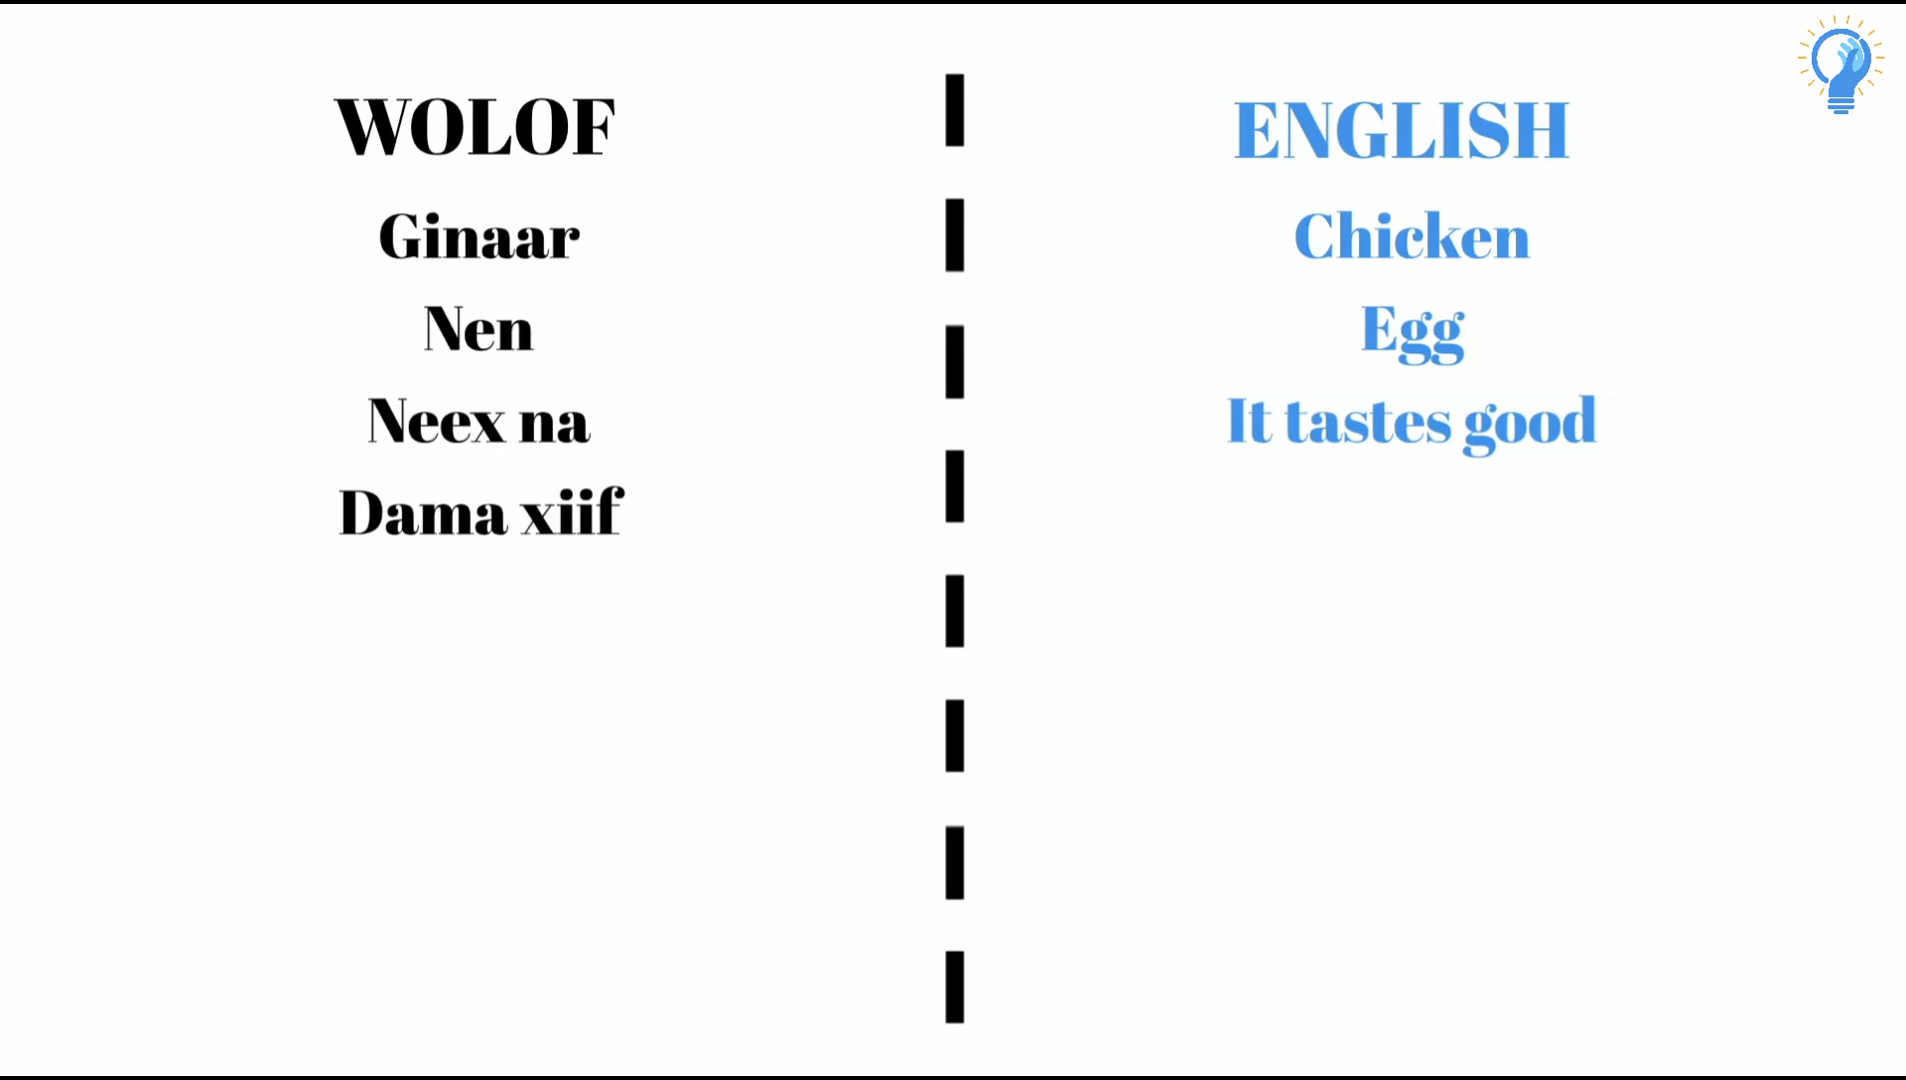 WOLOF
Ginaar
Nen
Neex na
Dama xiif
ENGLISH
Chicken
Egg
It tastes good